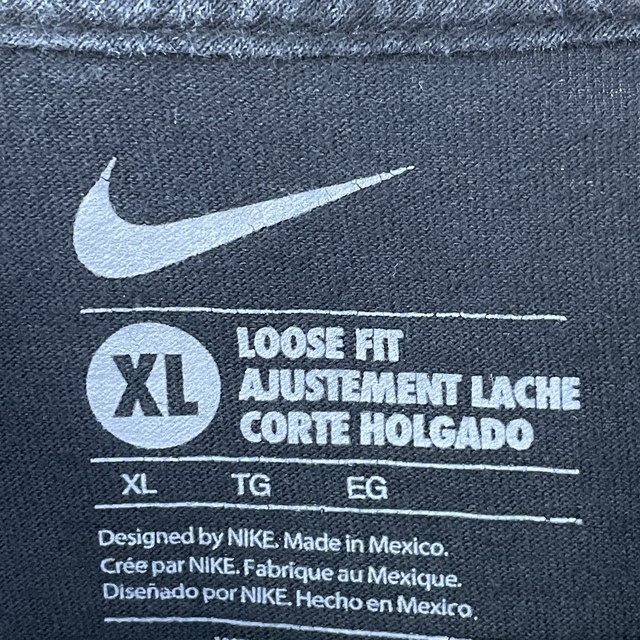 XL
LOOSE FIT
AJUSTEMENT LACHE
CORTE HOLGADO
XL TG EG
Designed by NIKE. Made in Mexico.
Crée par NIKE. Fabrique au Mexique.
Diseñado por NIKE. Hecho en Mexico.